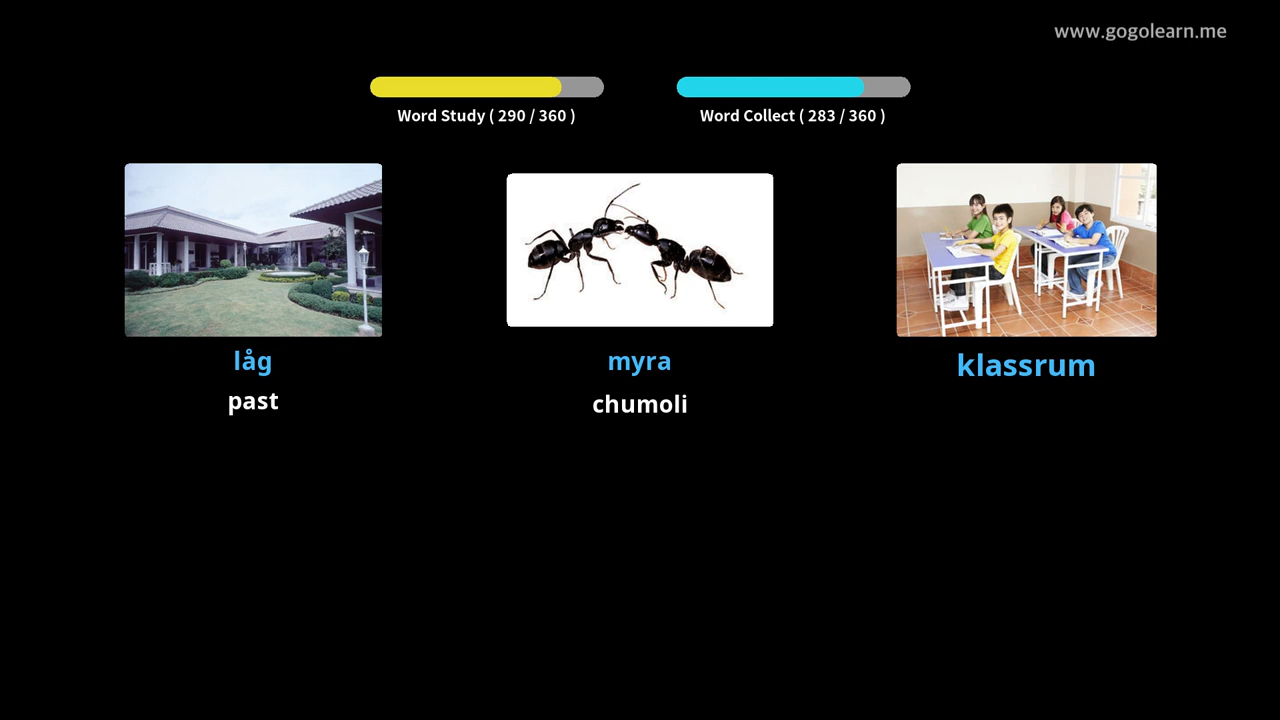 www.gogolearn.me
Word Study ( 290 / 360 )
Word Collect ( 283 / 360 )
låg
past
myra
chumoli
klassrum